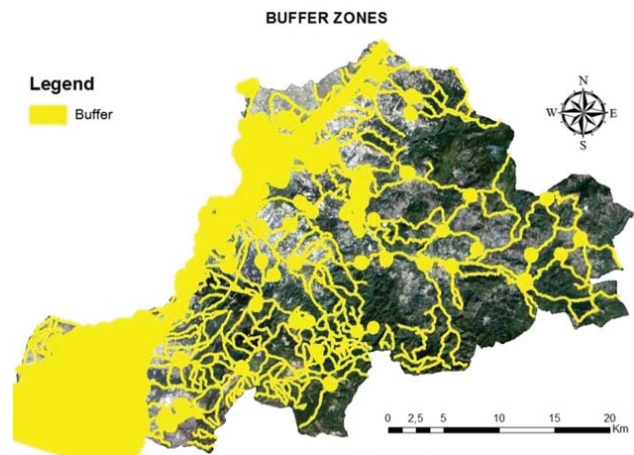 BUFFER ZONES
Legend
Buffer
N
W E
S
0 2,5 5 10 15 20
Km